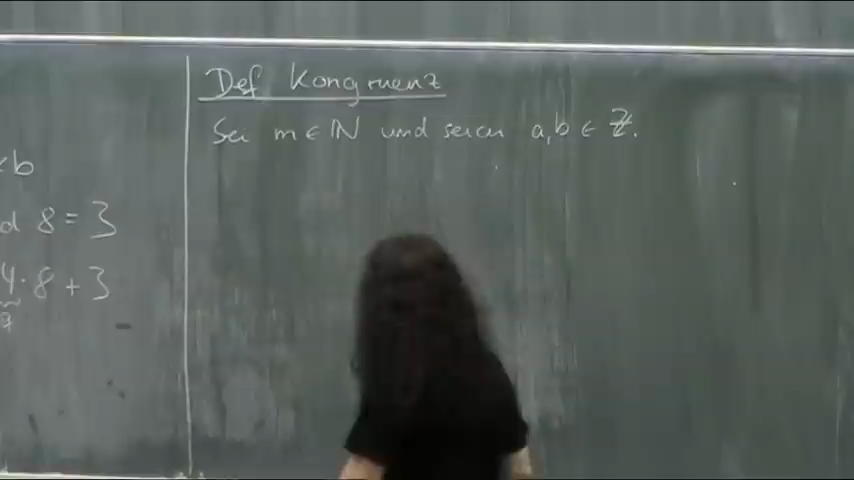 <b
d 8 = 3
4 · 8 + 3
q
Def Kongruenz
Sei m ∈ ℕ und seien a, b ∈ ℤ.